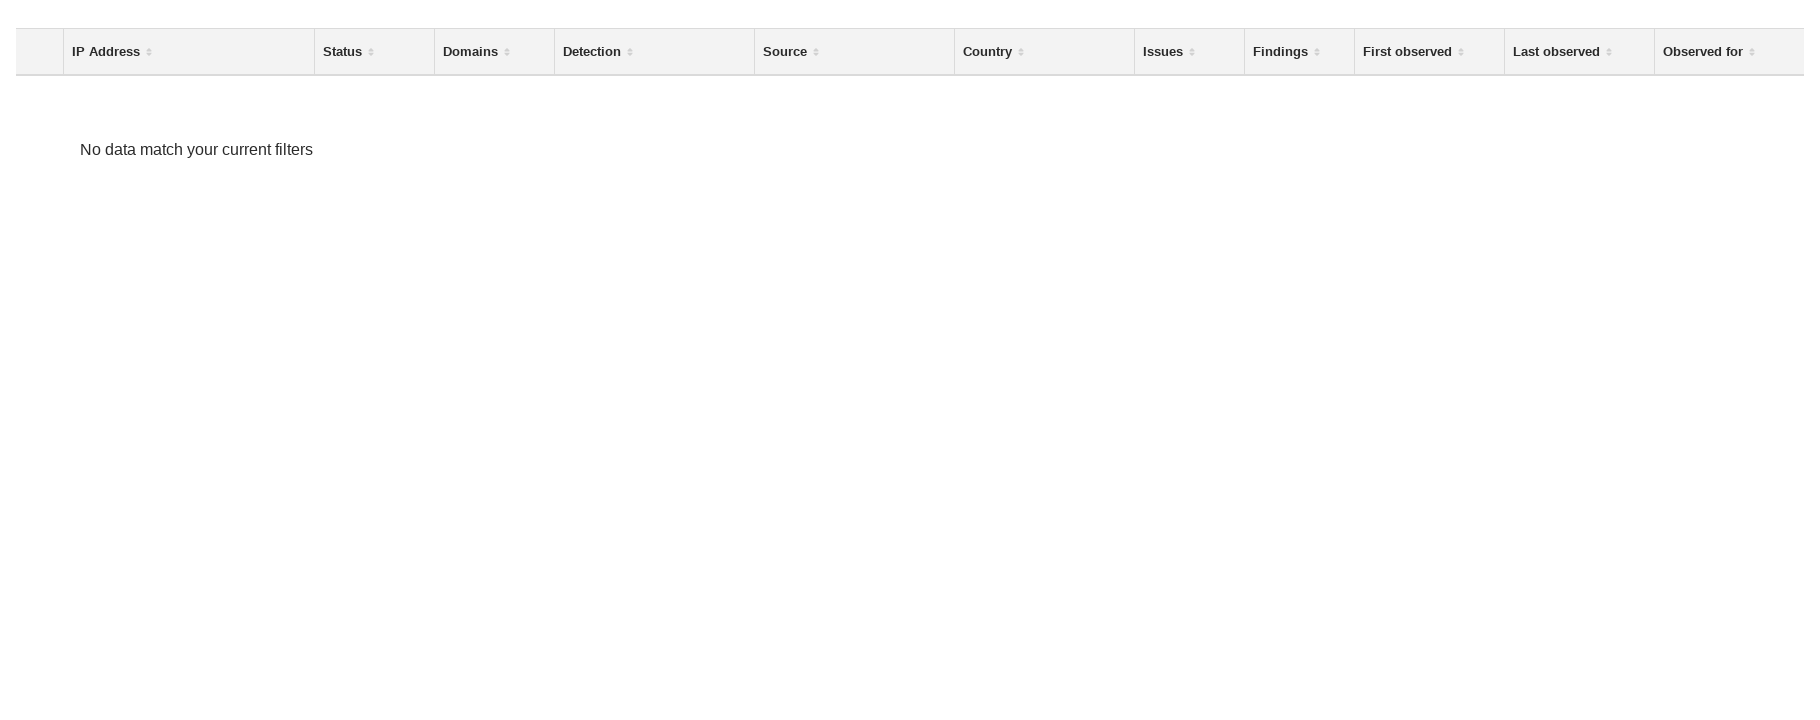 IP Address Status Domains Detection Source Country Issues Findings First observed Last observed Observed for
No data match your current filters